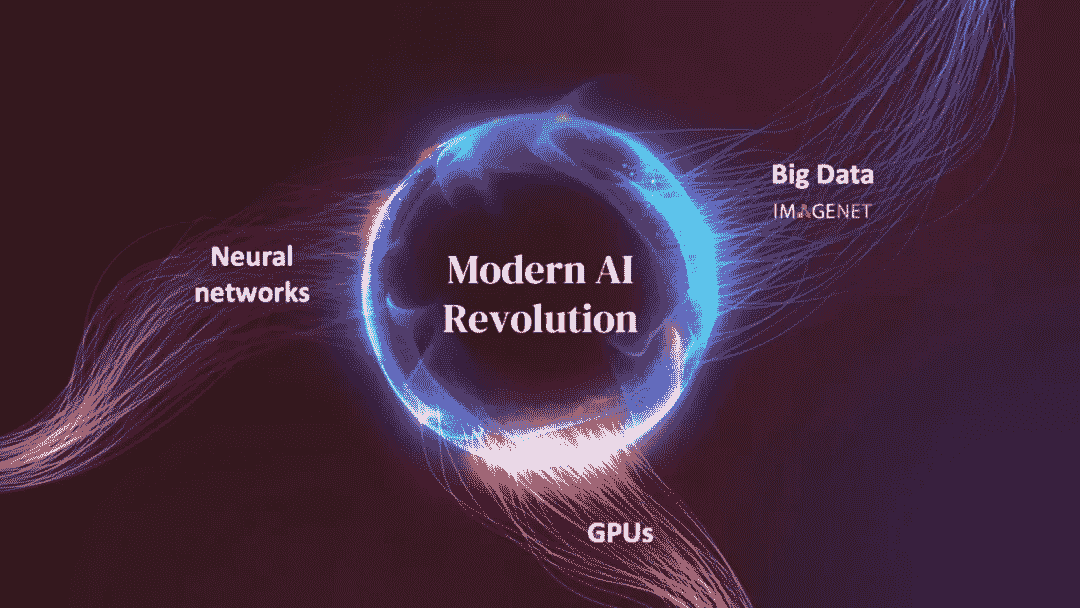 Big Data
IMAGENET
Neural
networks
Modern AI
Revolution
GPUs